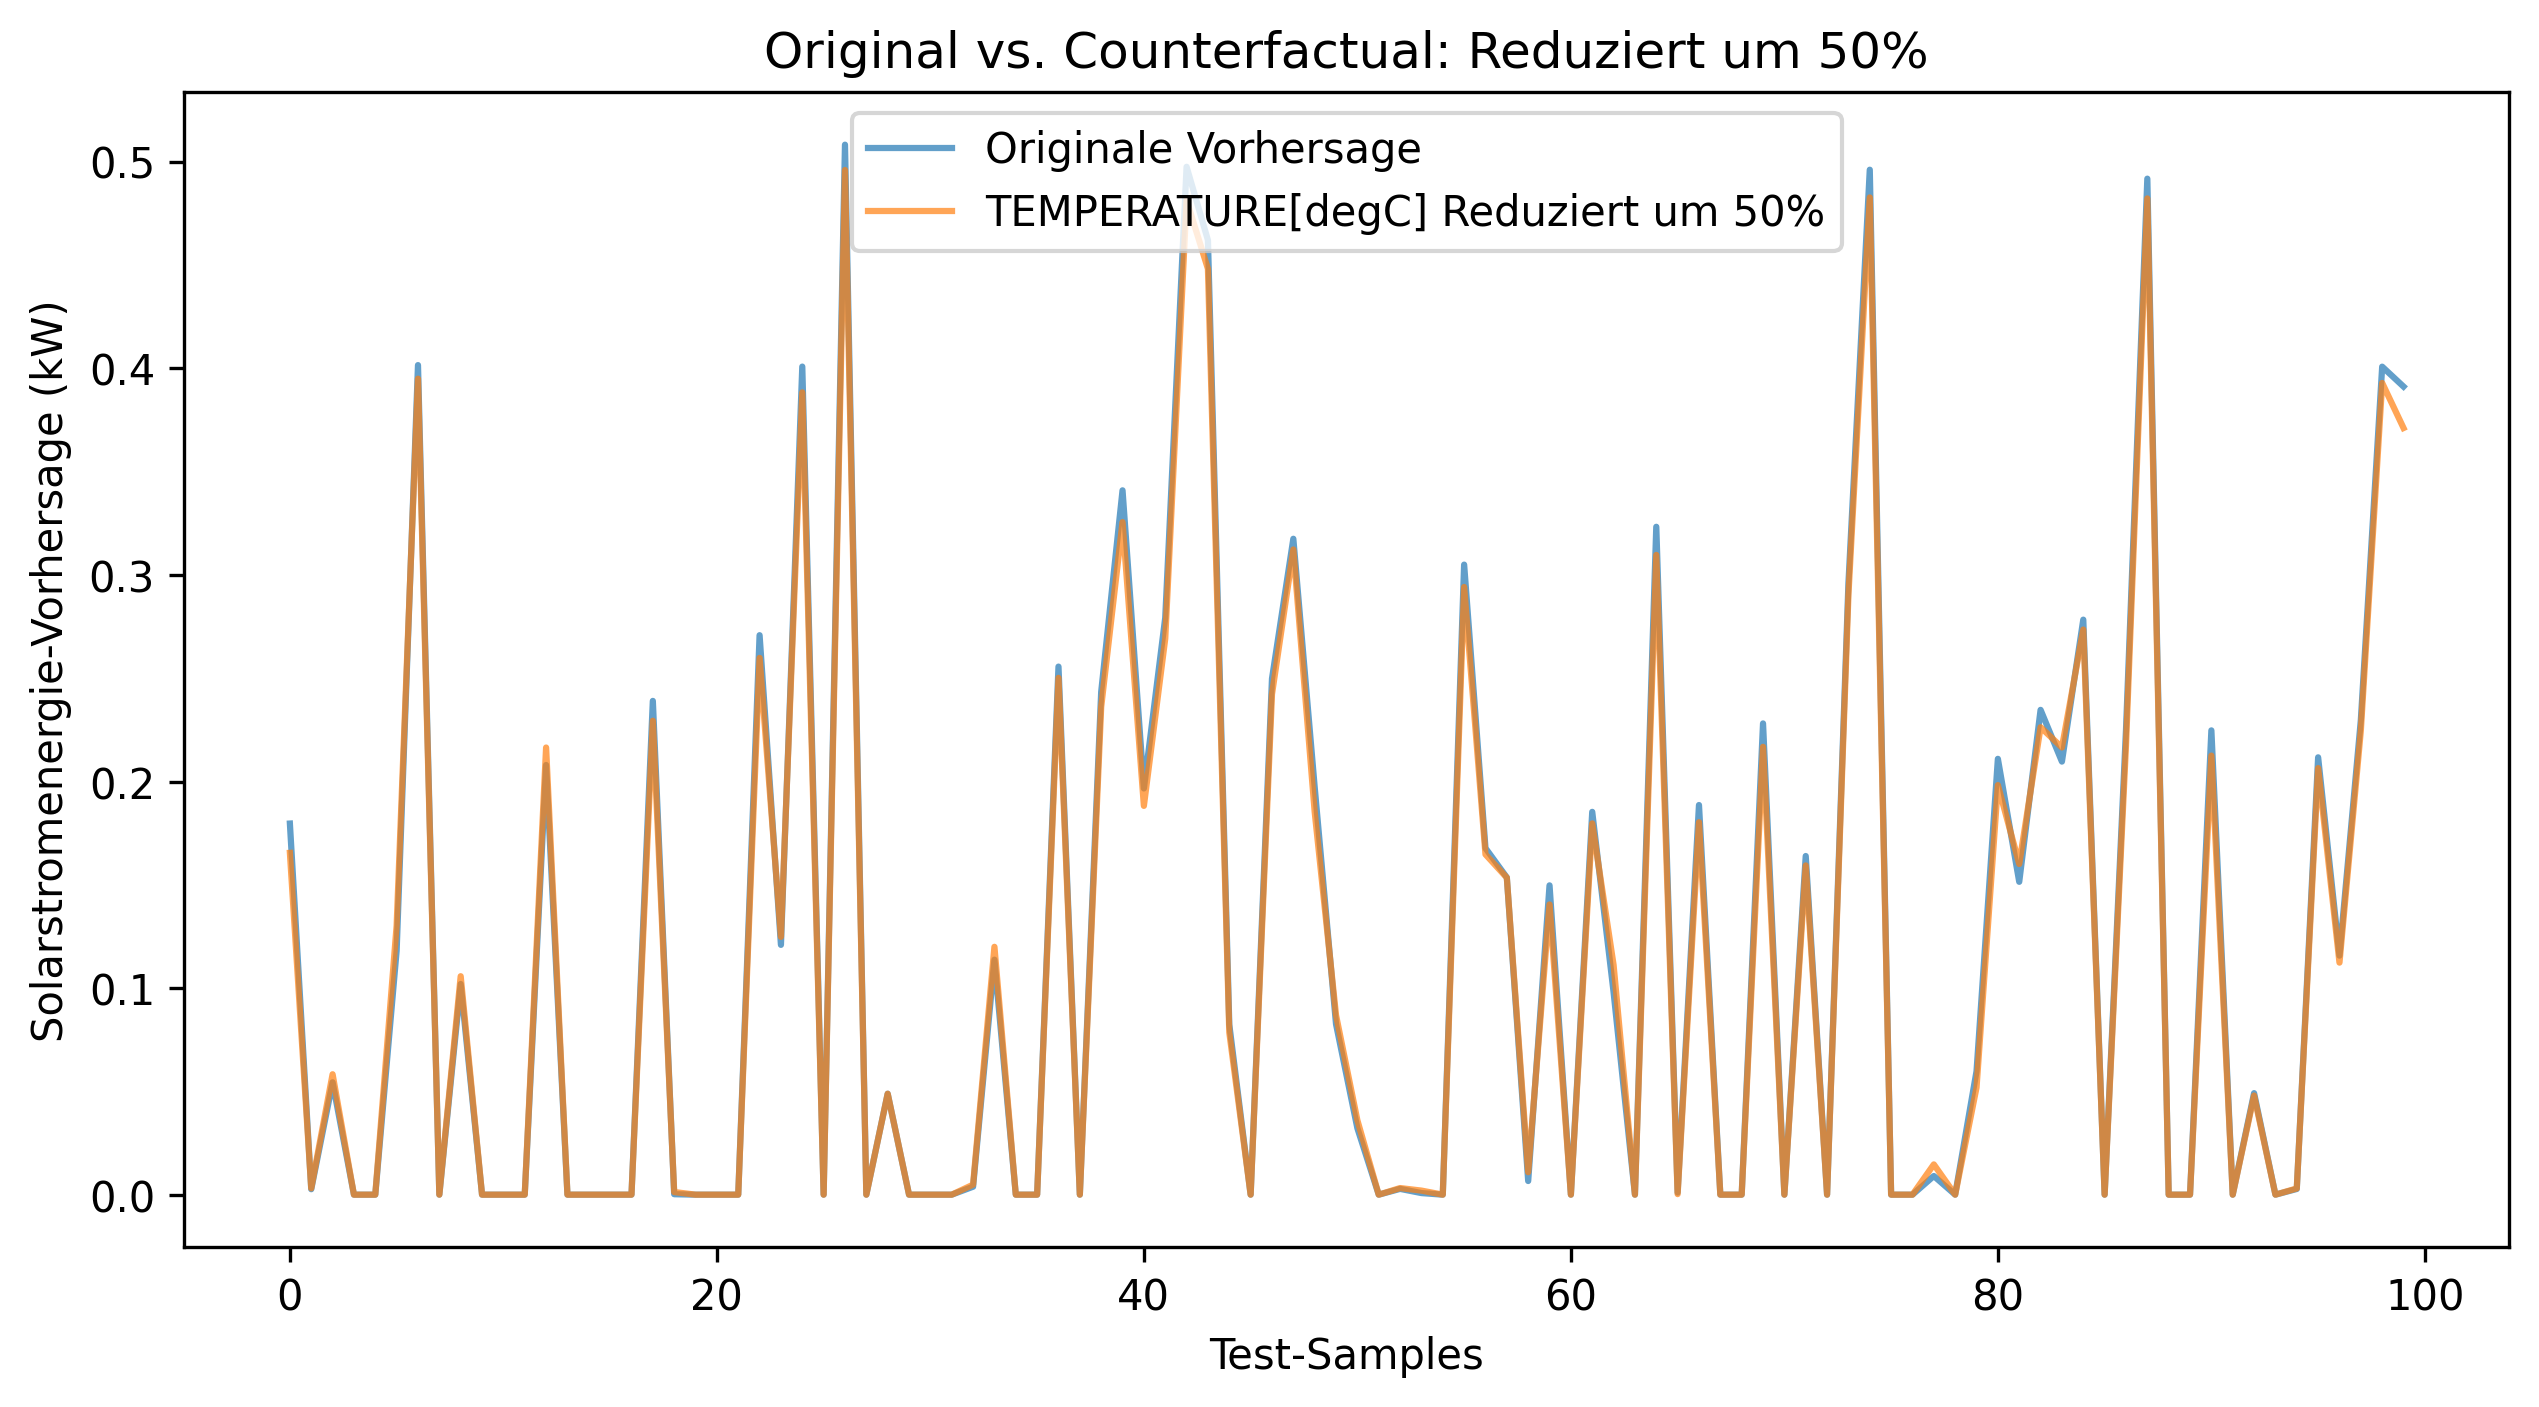 Original vs. Counterfactual: Reduziert um 50%
Originale Vorhersage
TEMPERATURE[degC] Reduziert um 50%
Solarstromenergie-Vorhersage (kW)
0.5
0.4
0.3
0.2
0.1
0.0
0 20 40 60 80 100
Test-Samples